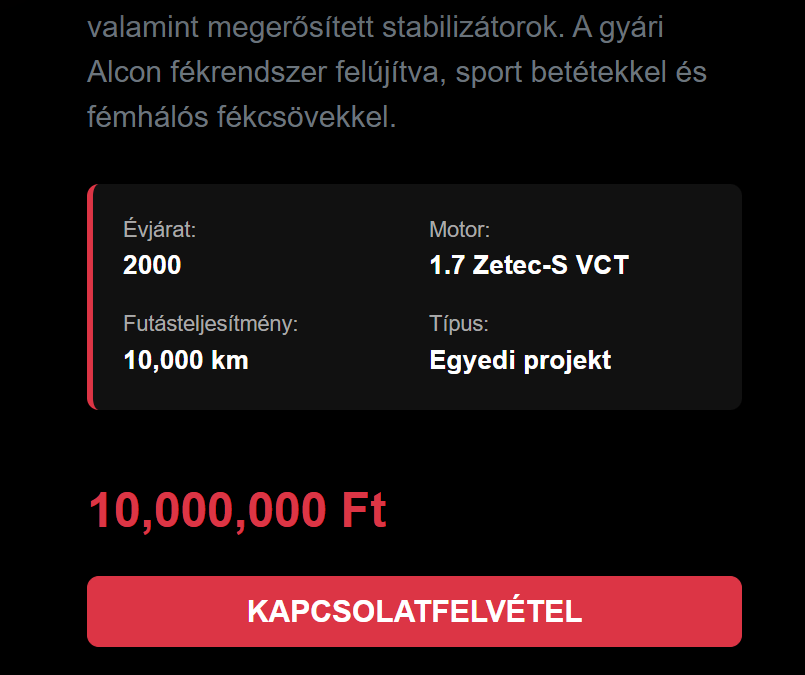 valamint megerősített stabilizátorok. A gyári
Alcon fékrendszer felújítva, sport betétekkel és
fémhálós fékcsövekkel.
Évjárat:
2000
Motor:
1.7 Zetec-S VCT
Futásteljesítmény:
10,000 km
Típus:
Egyedi projekt
10,000,000 Ft
KAPCSOLATFELVÉTEL